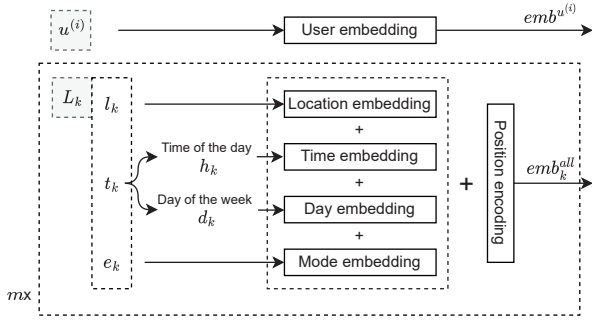 u^{(i)}
User embedding
emb^{u^{(i)}}
L_k
l_k
Location embedding
+
Time of the day
h_k
Time embedding
t_k
+
+
Position encoding
emb_k^{all}
Day of the week
d_k
Day embedding
+
e_k
Mode embedding
mx